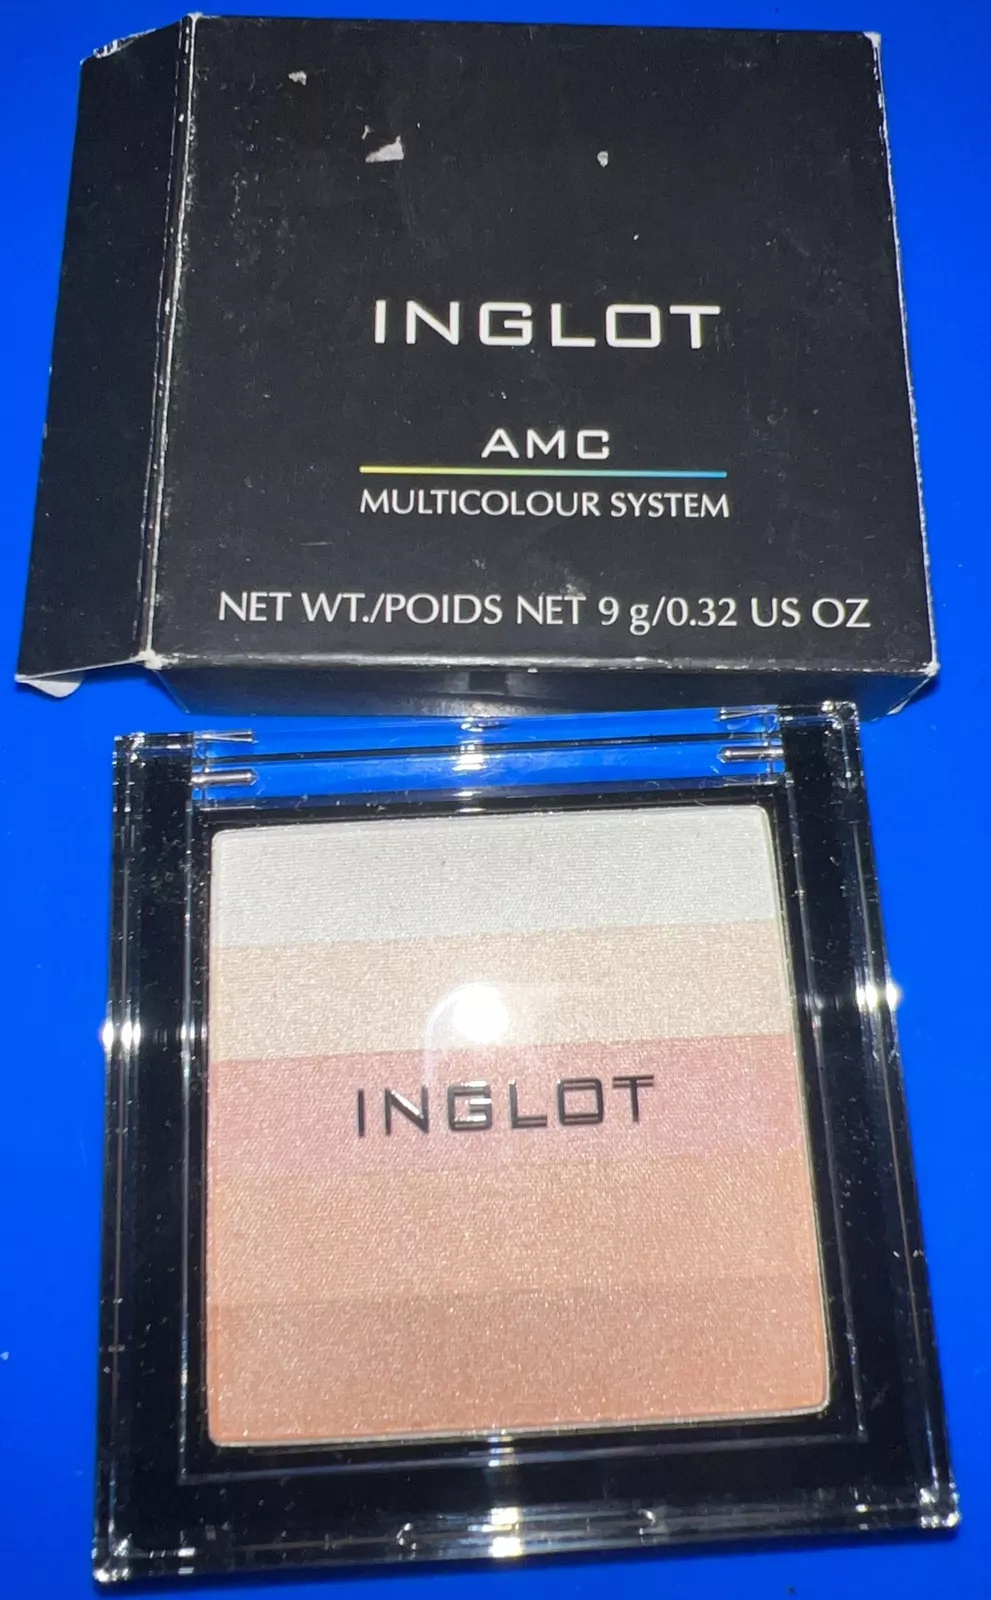 INGLOT
AMC
MULTICOLOUR SYSTEM
NET WT./POIDS NET 9 g/0.32 US OZ
INGLOT